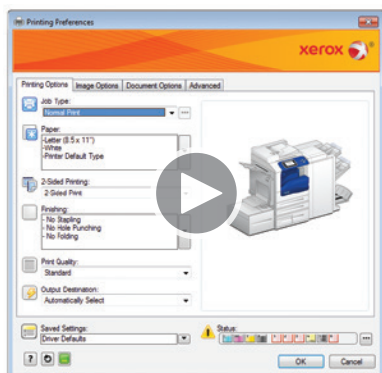 Printing Preferences
xerox
Printing Options Image Options Document Options Advanced
Job Type:
Normal Print
Paper:
-Letter (8.5 x 11")
-White
-Printer Default Type
2-Sided Printing:
2-Sided Print
Finishing:
- No Stapling
- No Hole Punching
- No Folding
Print Quality:
Standard
Output Destination:
Automatically Select
Saved Settings:
Driver Defaults
Status:
?
OK Cancel